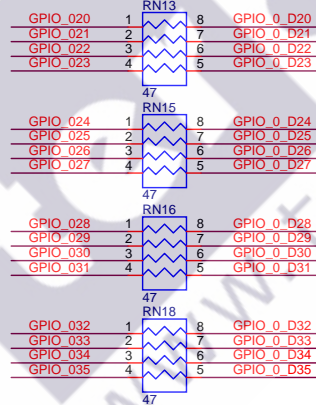 RN13
GPIO_020 1 8 GPIO_0_D20
GPIO_021 2 7 GPIO_0_D21
GPIO_022 3 6 GPIO_0_D22
GPIO_023 4 5 GPIO_0_D23
47
RN15
GPIO_024 1 8 GPIO_0_D24
GPIO_025 2 7 GPIO_0_D25
GPIO_026 3 6 GPIO_0_D26
GPIO_027 4 5 GPIO_0_D27
47
RN16
GPIO_028 1 8 GPIO_0_D28
GPIO_029 2 7 GPIO_0_D29
GPIO_030 3 6 GPIO_0_D30
GPIO_031 4 5 GPIO_0_D31
47
RN18
GPIO_032 1 8 GPIO_0_D32
GPIO_033 2 7 GPIO_0_D33
GPIO_034 3 6 GPIO_0_D34
GPIO_035 4 5 GPIO_0_D35
47